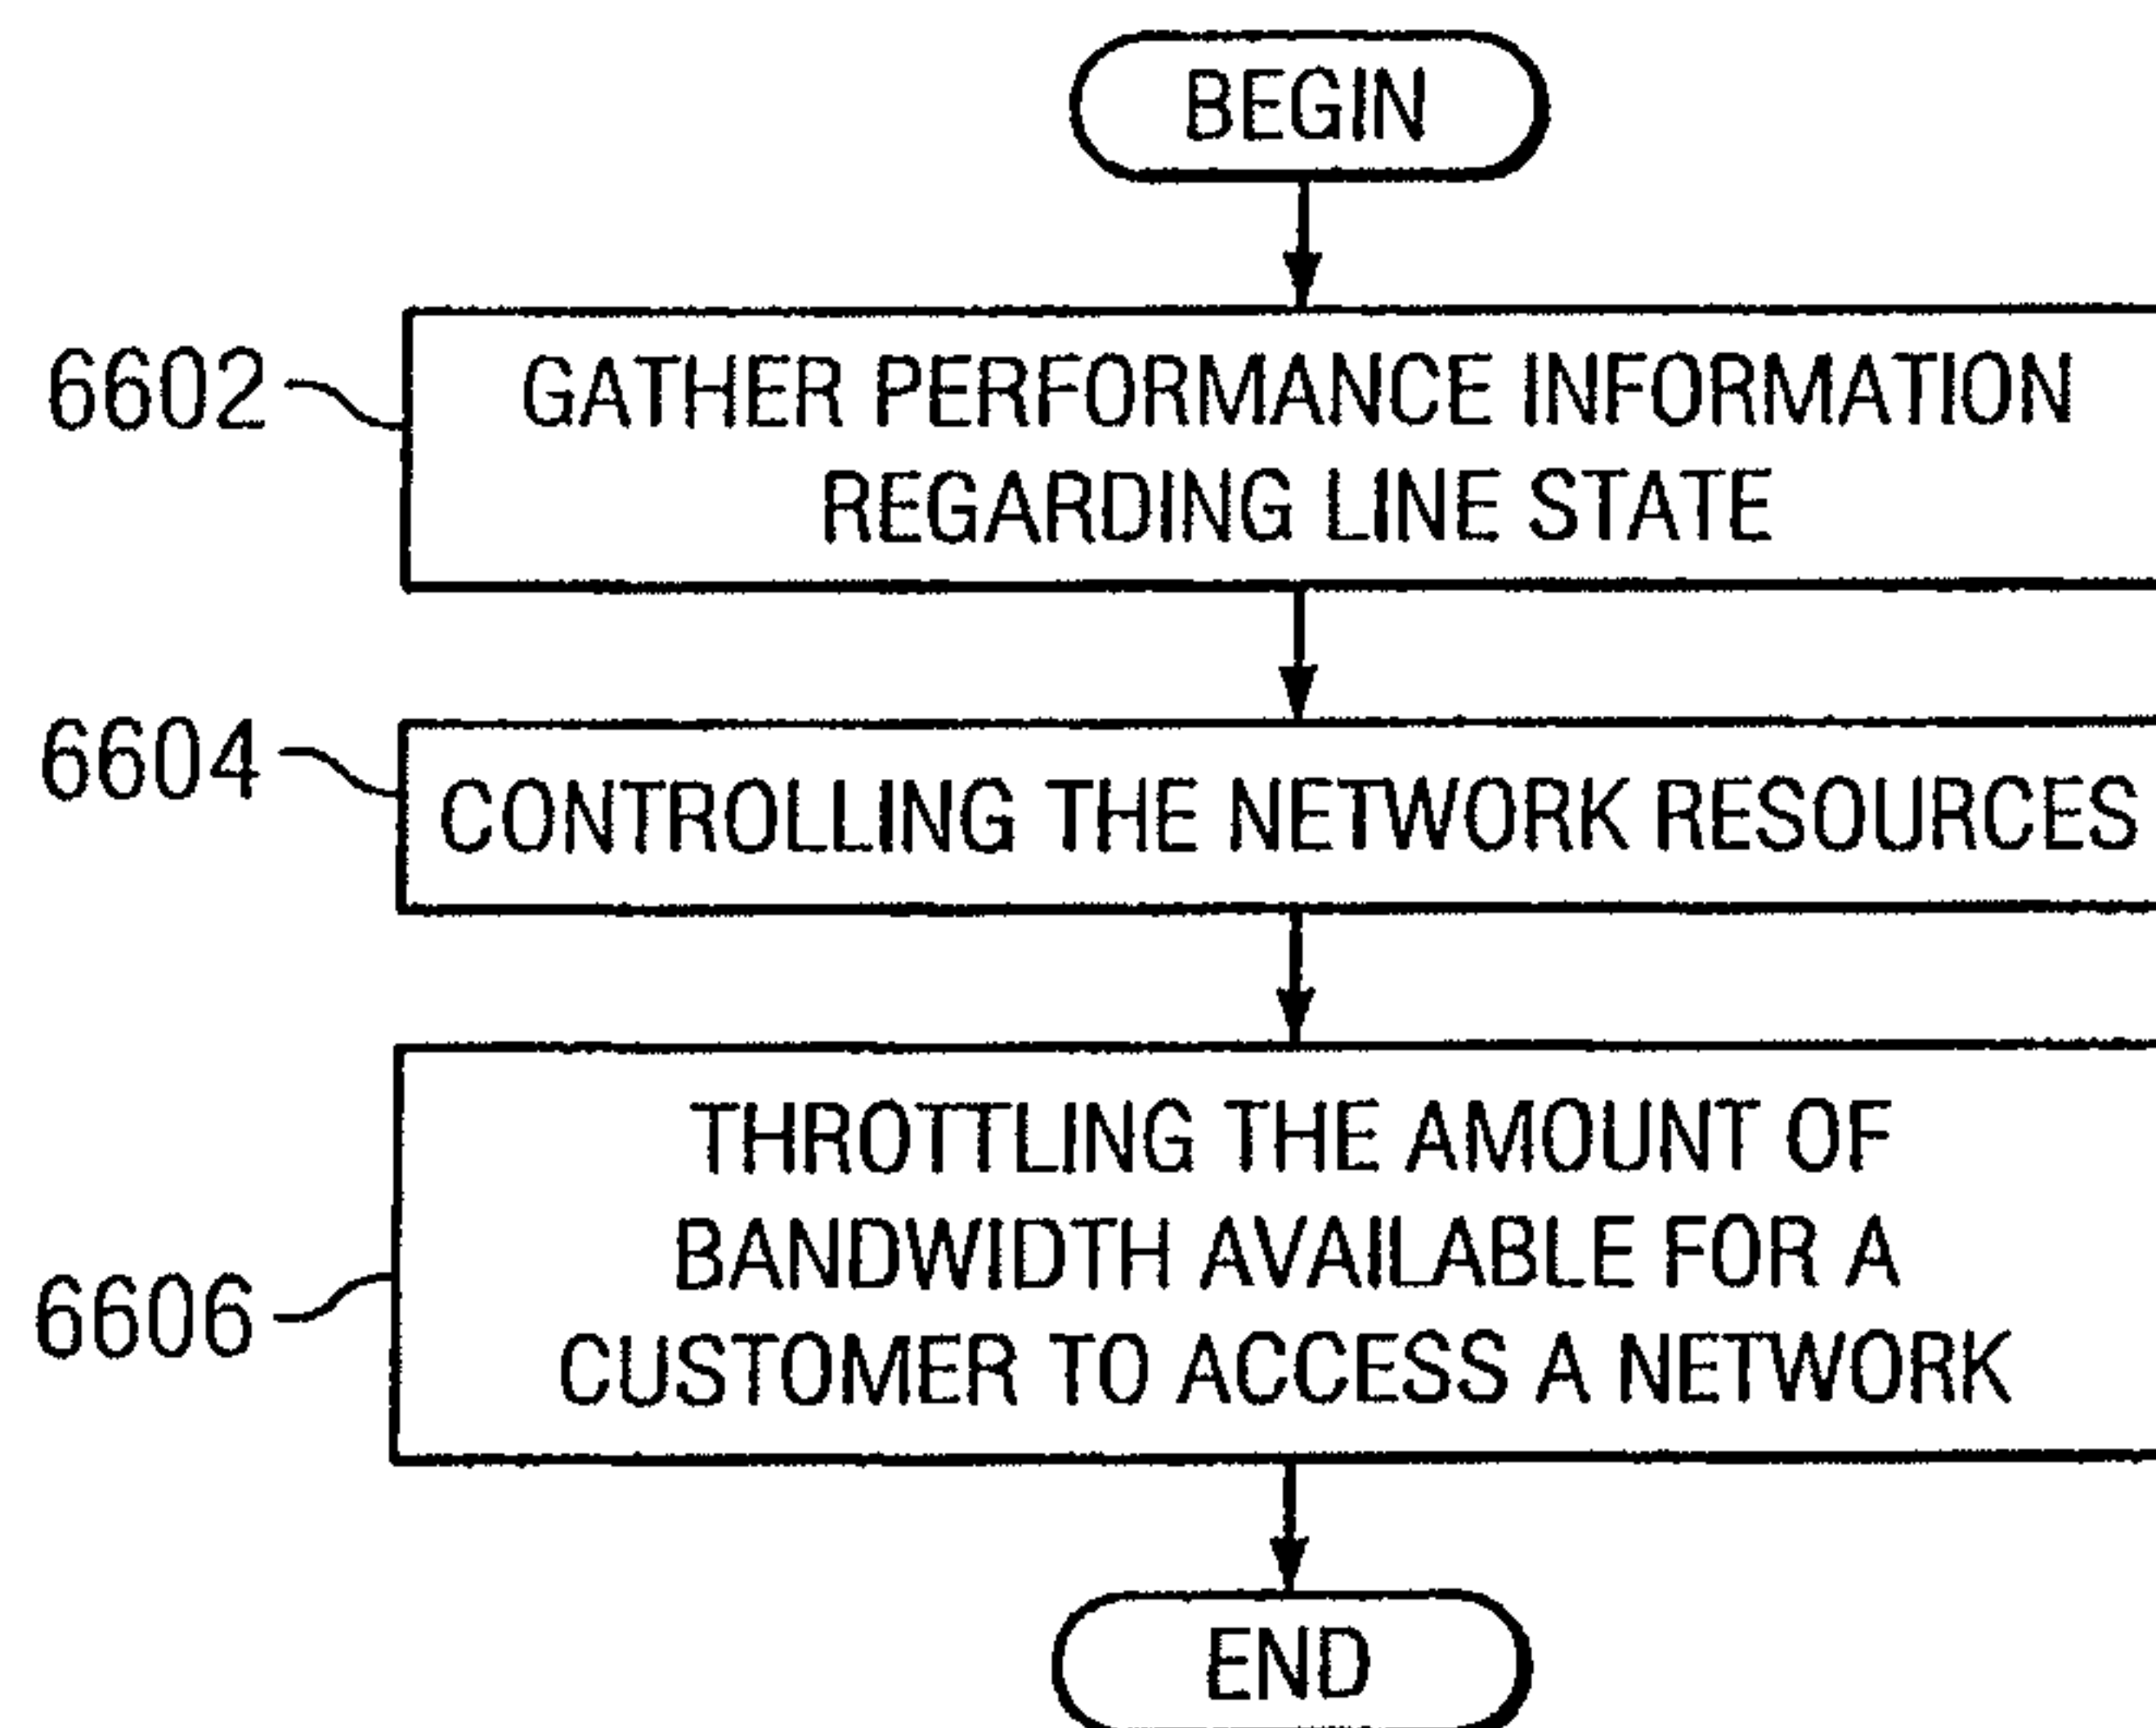 BEGIN
6602
GATHER PERFORMANCE INFORMATION
REGARDING LINE STATE
6604
CONTROLLING THE NETWORK RESOURCES
THROTTLING THE AMOUNT OF
BANDWIDTH AVAILABLE FOR A
6606
CUSTOMER TO ACCESS A NETWORK
END